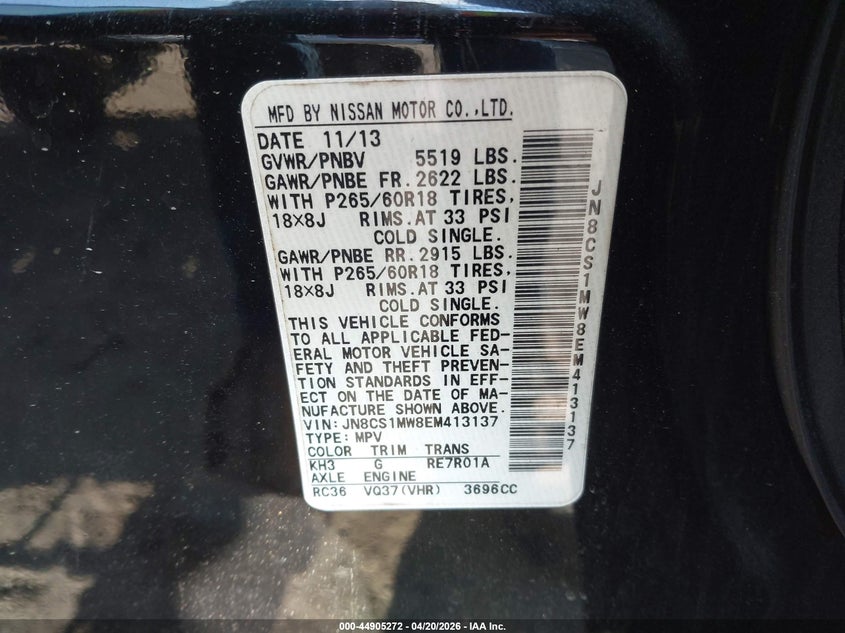 MFD BY NISSAN MOTOR CO.,LTD.
DATE 11/13
GVWR/PNBV 5519 LBS.
GAWR/PNBE FR. 2622 LBS.
WITH P265/60R18 TIRES,
18×8J RIMS.AT 33 PSI
COLD SINGLE.
GAWR/PNBE RR. 2915 LBS.
WITH P265/60R18 TIRES,
18×8J RIMS.AT 33 PSI
COLD SINGLE.
THIS VEHICLE CONFORMS
TO ALL APPLICABLE FED-
ERAL MOTOR VEHICLE SA-
FETY AND THEFT PREVEN-
TION STANDARDS IN EFF-
ECT ON THE DATE OF MA-
NUFACTURE SHOWN ABOVE.
VIN: JN8CS1MW8EM413137
TYPE: MPV
COLOR TRIM TRANS
KH3 G RE7R01A
AXLE ENGINE
RC36 VQ37(VHR) 3696CC
JN8CS1MW8EM413137
000-44905272 - 04/20/2026 - IAA Inc.